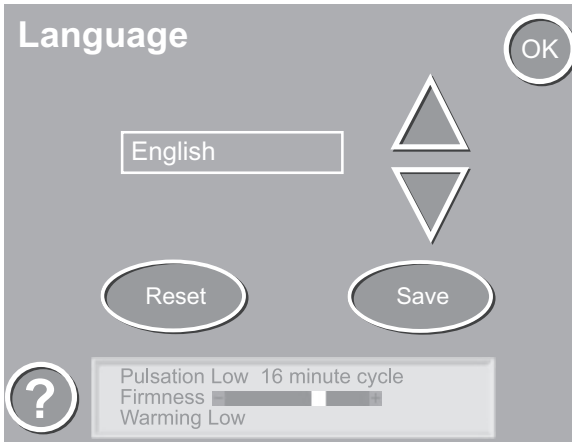 Language
OK
English
Reset
Save
?
Pulsation Low 16 minute cycle
Firmness - +
Warming Low